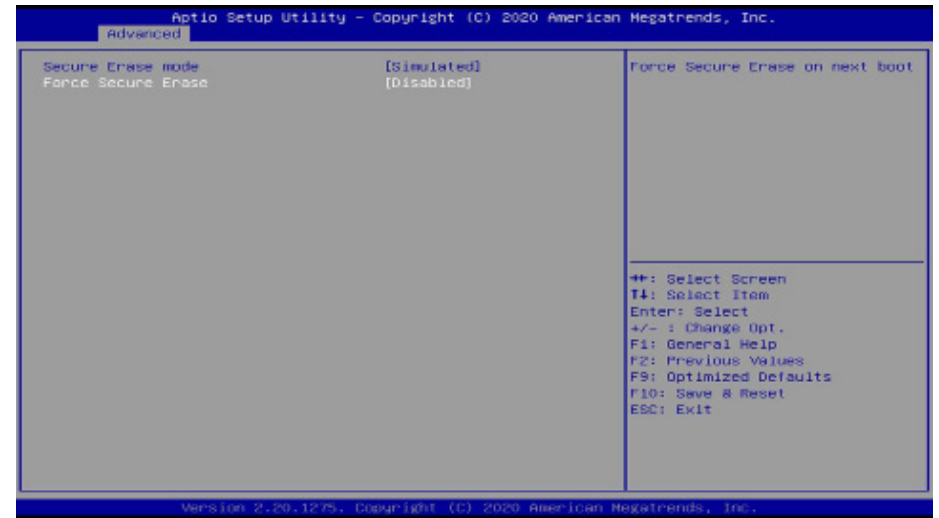 Aptio Setup Utility - Copyright (C) 2020 American Megatrends, Inc.
Advanced
Secure Erase mode [Simulated]
Force Secure Erase [Disabled]
Force Secure Erase on next boot
→←: Select Screen
↑↓: Select Item
Enter: Select
+/- : Change Opt.
F1: General Help
F2: Previous Values
F9: Optimized Defaults
F10: Save & Reset
ESC: Exit
Version 2.20.1275. Copyright (C) 2020 American Megatrends, Inc.